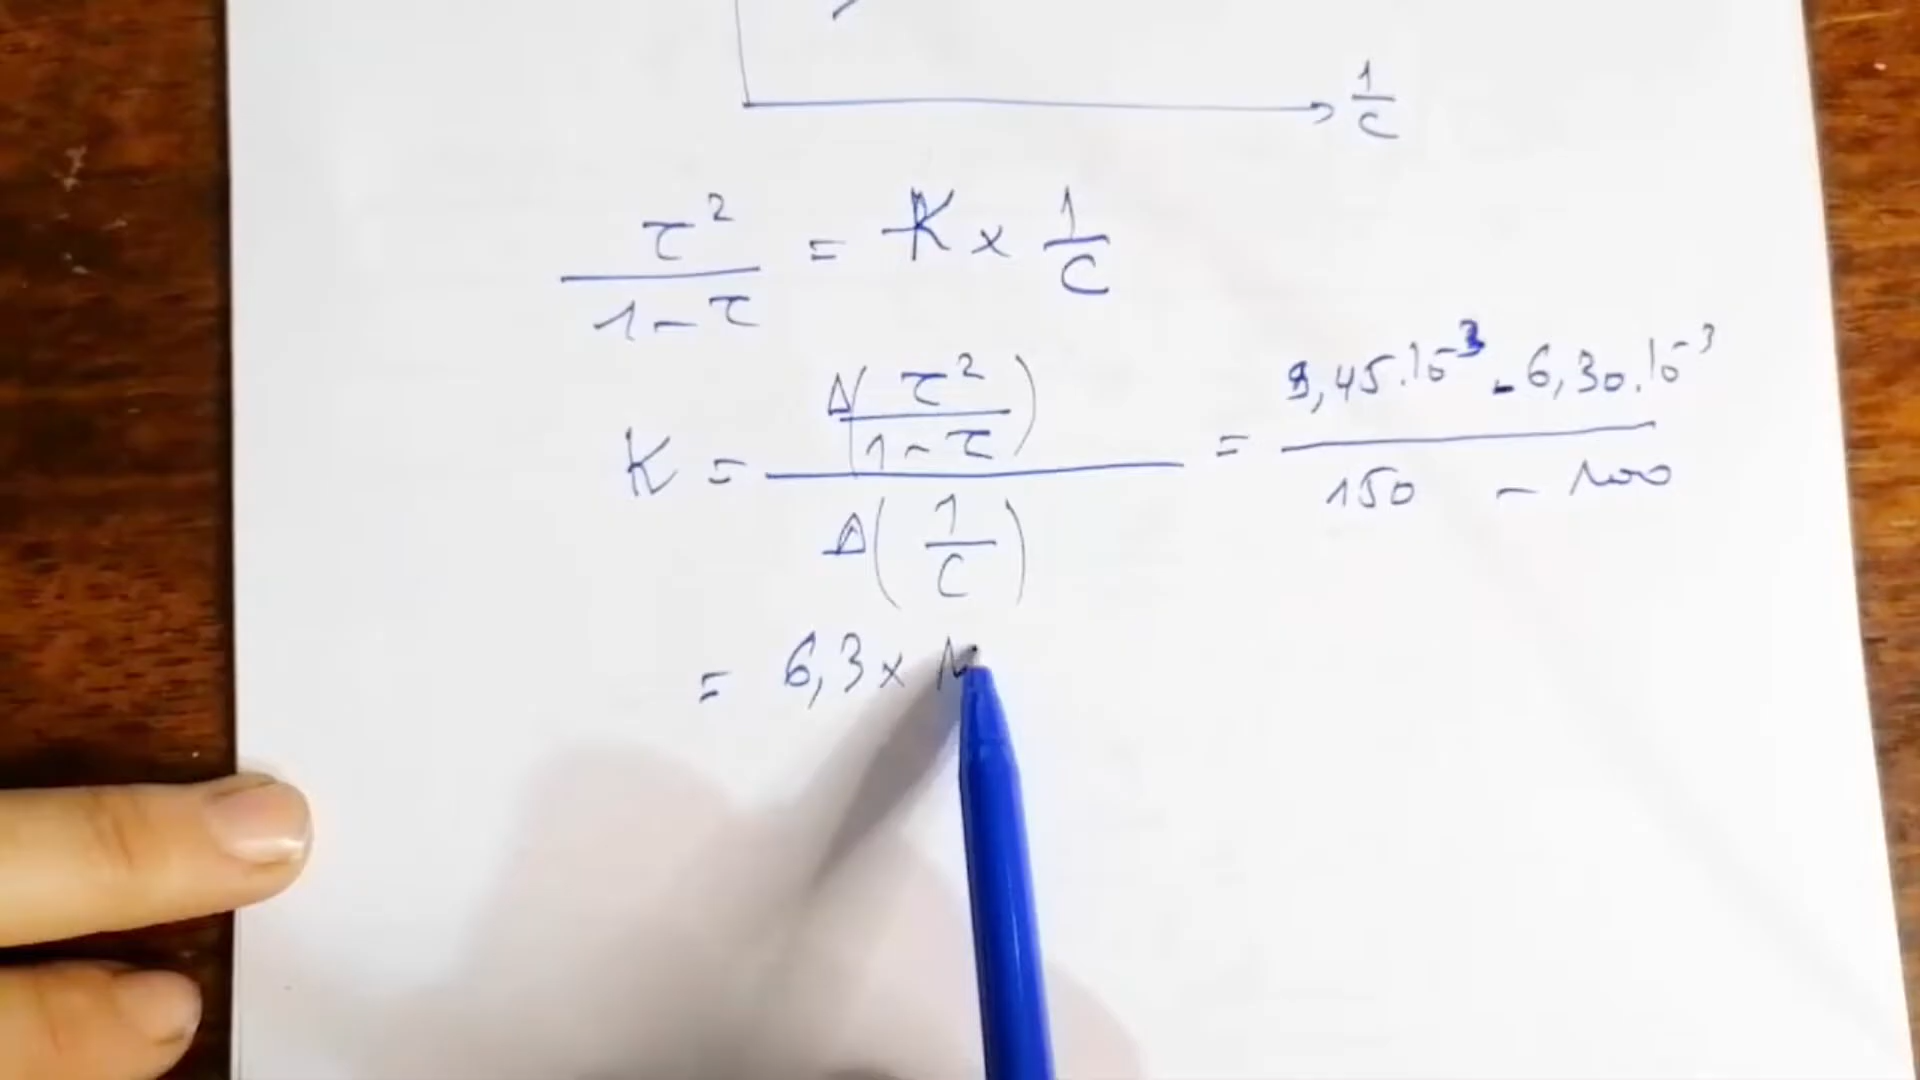 1/C
τ²/(1-τ) = K × 1/C
K = Δ(τ²/(1-τ))/Δ(1/C) = (9,45.10⁻³ - 6,30.10⁻³)/(150 - 100)
= 6,3 × 1